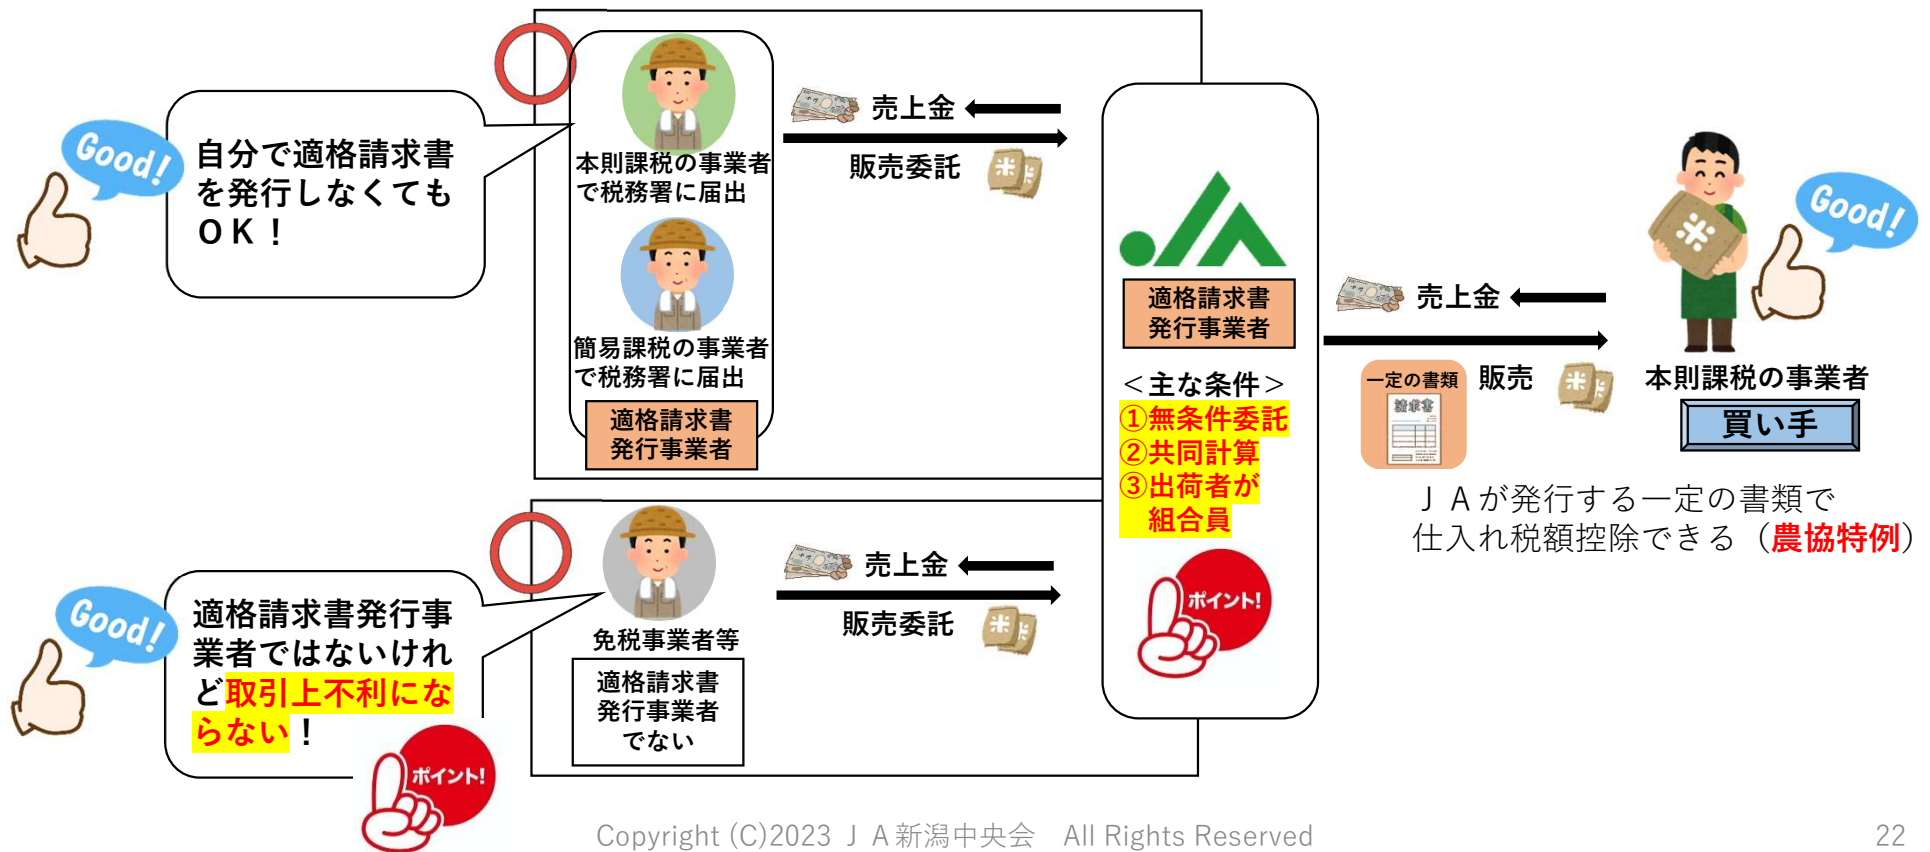 Good!
自分で適格請求書
を発行しなくても
ＯＫ！
本則課税の事業者
で税務署に届出
簡易課税の事業者
で税務署に届出
適格請求書
発行事業者
売上金
販売委託
米
Good!
適格請求書発行事
業者ではないけれ
ど取引上不利にな
らない！
ポイント!
免税事業者等
適格請求書
発行事業者
でない
売上金
販売委託
米
JA
適格請求書
発行事業者
＜主な条件＞
①無条件委託
②共同計算
③出荷者が
組合員
ポイント!
売上金
一定の書類
請求書
販売
米
米
Good!
本則課税の事業者
買い手
ＪＡが発行する一定の書類で
仕入れ税額控除できる（農協特例）
Copyright (C)2023 ＪＡ新潟中央会　All Rights Reserved
22